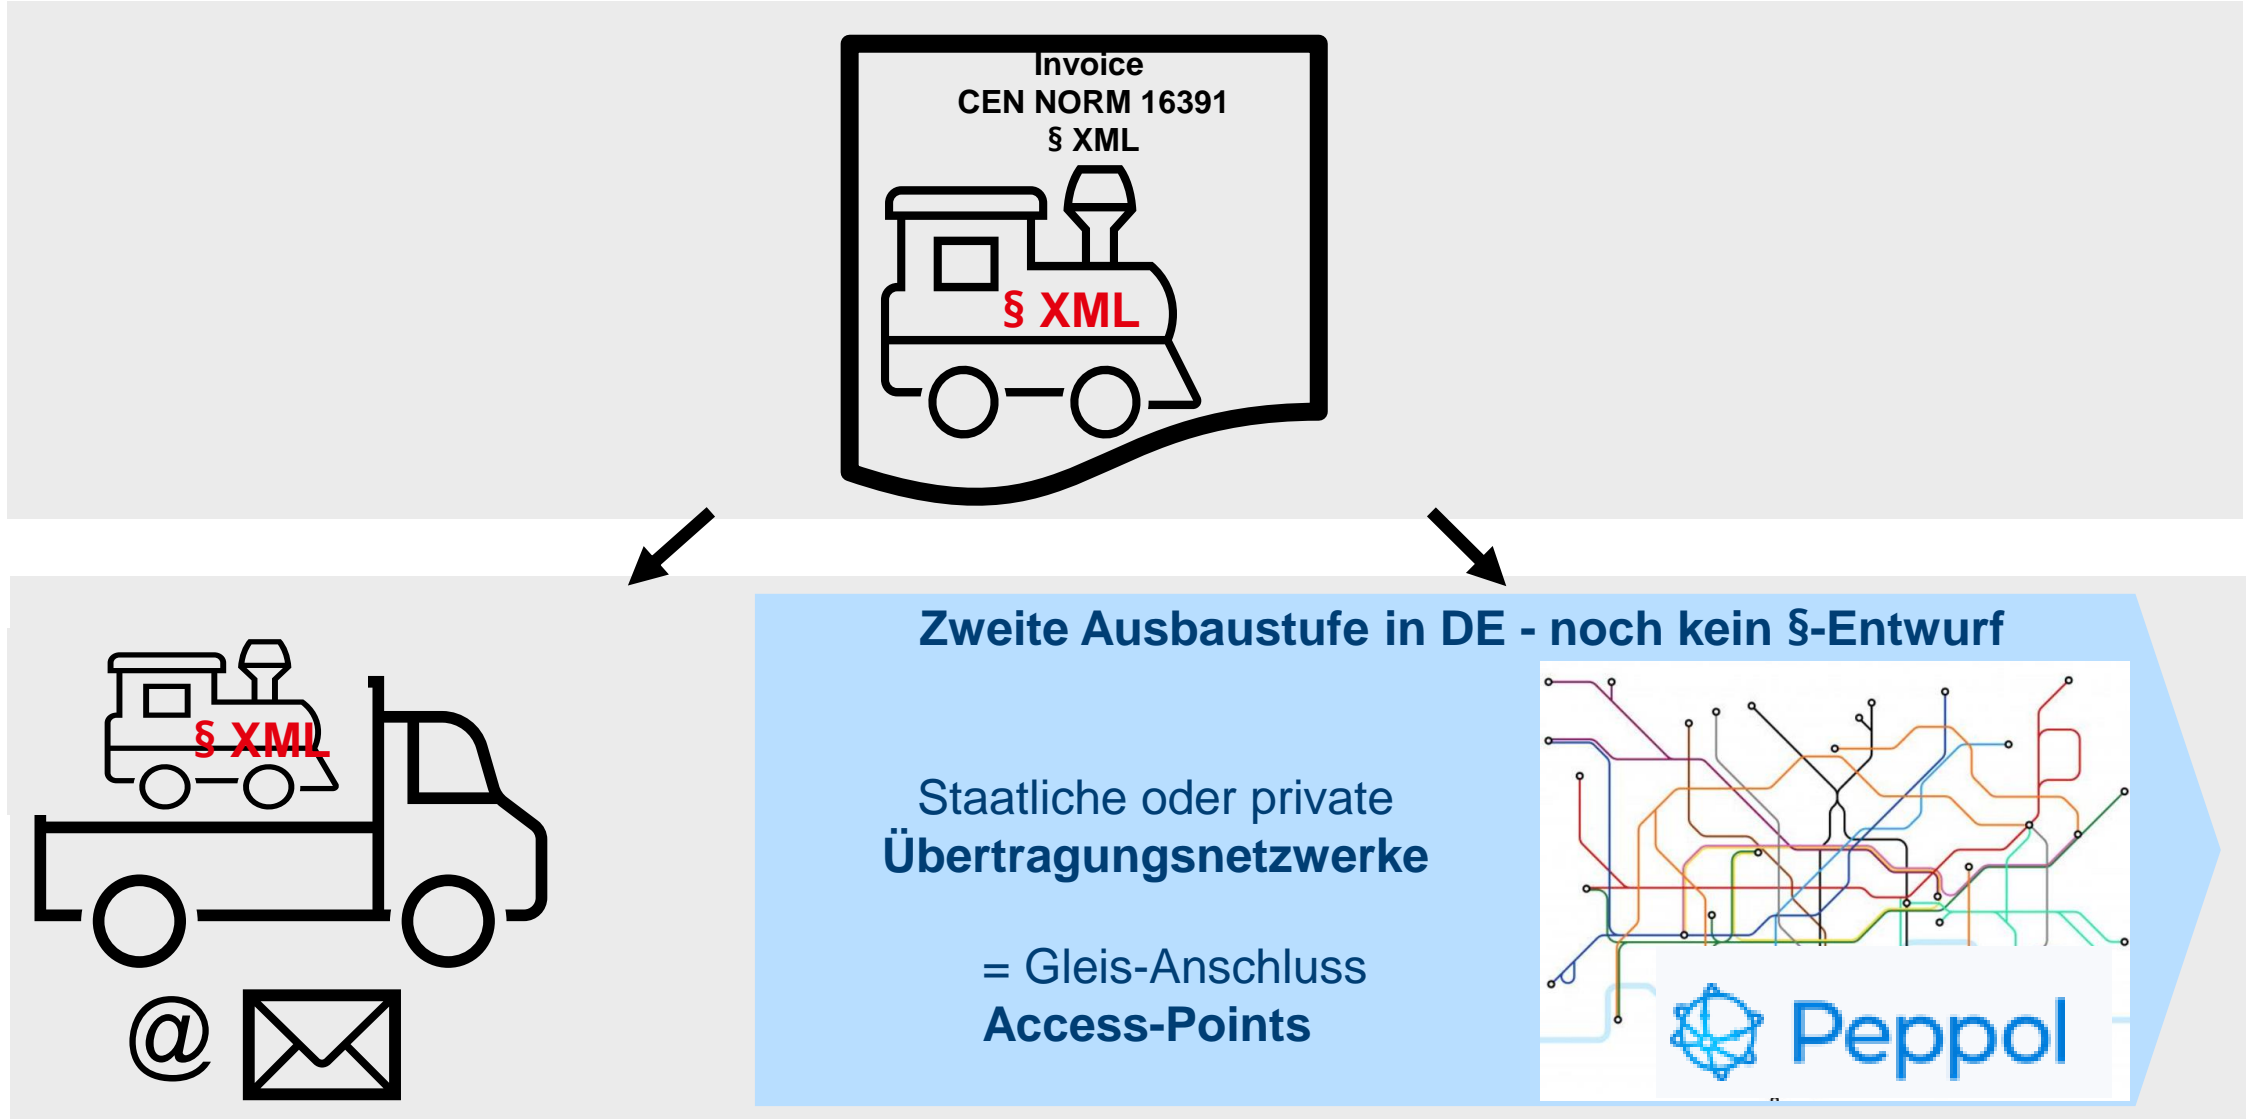 Invoice
CEN NORM 16391
§ XML
§ XML
§ XML
@
Zweite Ausbaustufe in DE - noch kein §-Entwurf
Staatliche oder private
Übertragungsnetzwerke
= Gleis-Anschluss
Access-Points
Peppol